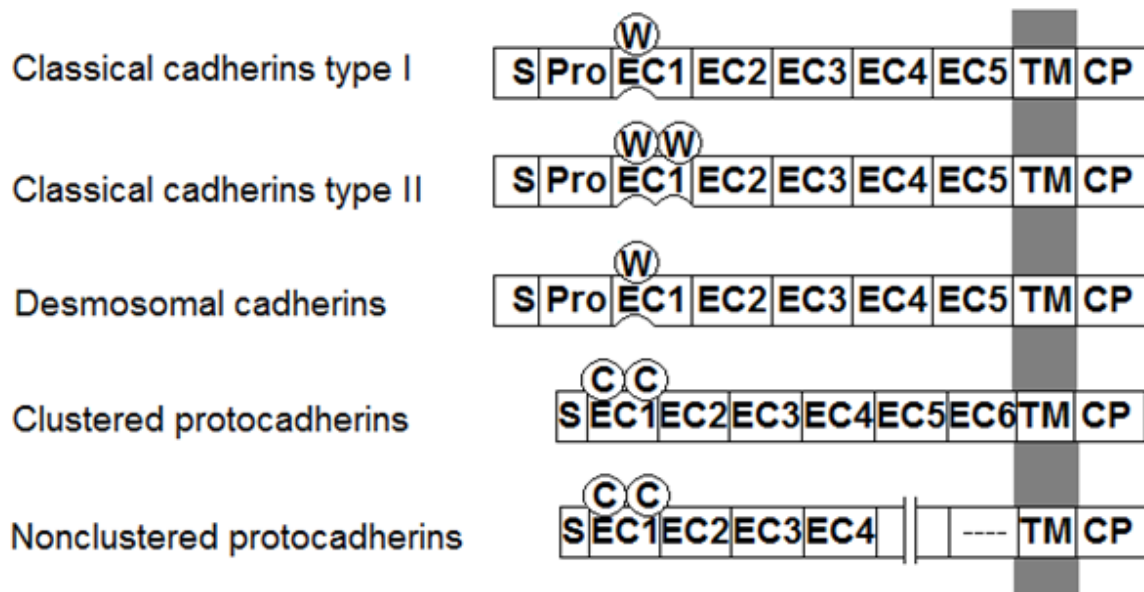 W
Classical cadherins type I S Pro EC1 EC2 EC3 EC4 EC5 TM CP
W W
Classical cadherins type II S Pro EC1 EC2 EC3 EC4 EC5 TM CP
W
Desmosomal cadherins S Pro EC1 EC2 EC3 EC4 EC5 TM CP
C C
Clustered protocadherins S EC1 EC2 EC3 EC4 EC5 EC6 TM CP
C C
Nonclustered protocadherins S EC1 EC2 EC3 EC4 ---- TM CP